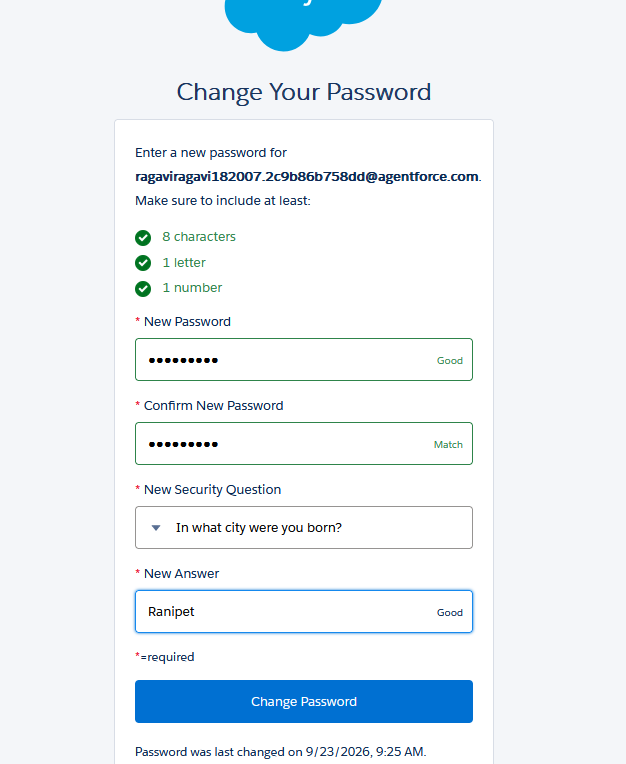 Change Your Password
Enter a new password for
ragaviragavi182007.2c9b86b758dd@agentforce.com.
Make sure to include at least:
8 characters
1 letter
1 number
* New Password
••••••••• Good
* Confirm New Password
••••••••• Match
* New Security Question
In what city were you born?
* New Answer
Ranipet Good
*=required
Change Password
Password was last changed on 9/23/2026, 9:25 AM.